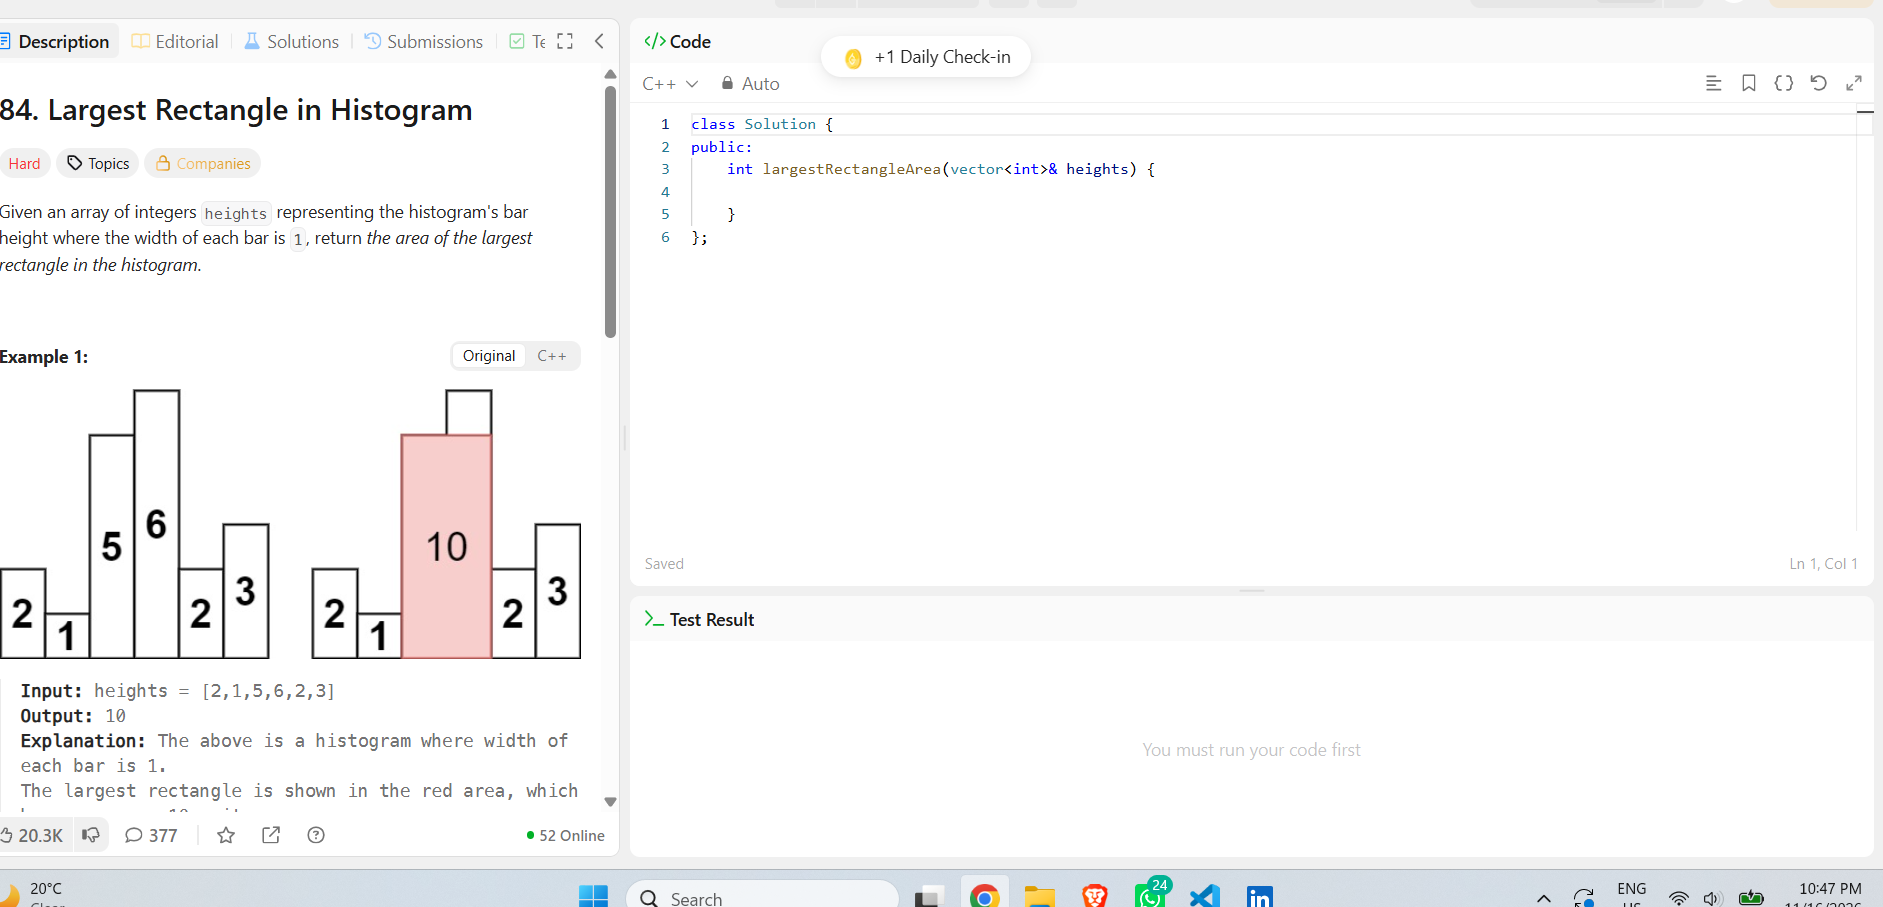 Description
Editorial
Solutions
Submissions
84. Largest Rectangle in Histogram
Hard
Topics
Companies
Given an array of integers heights representing the histogram's bar
height where the width of each bar is 1, return the area of the largest
rectangle in the histogram.
Example 1:
Original
C++
2
1
5
6
2
3
2
1
10
2
3
Input: heights = [2,1,5,6,2,3]
Output: 10
Explanation: The above is a histogram where width of
each bar is 1.
The largest rectangle is shown in the red area, which
20.3K
377
52 Online
</> Code
+1 Daily Check-in
C++
Auto
1 class Solution {
2 public:
3 int largestRectangleArea(vector<int>& heights) {
4
5 }
6 };
Saved
Ln 1, Col 1
Test Result
You must run your code first
20°C
Search
24
ENG
10:47 PM